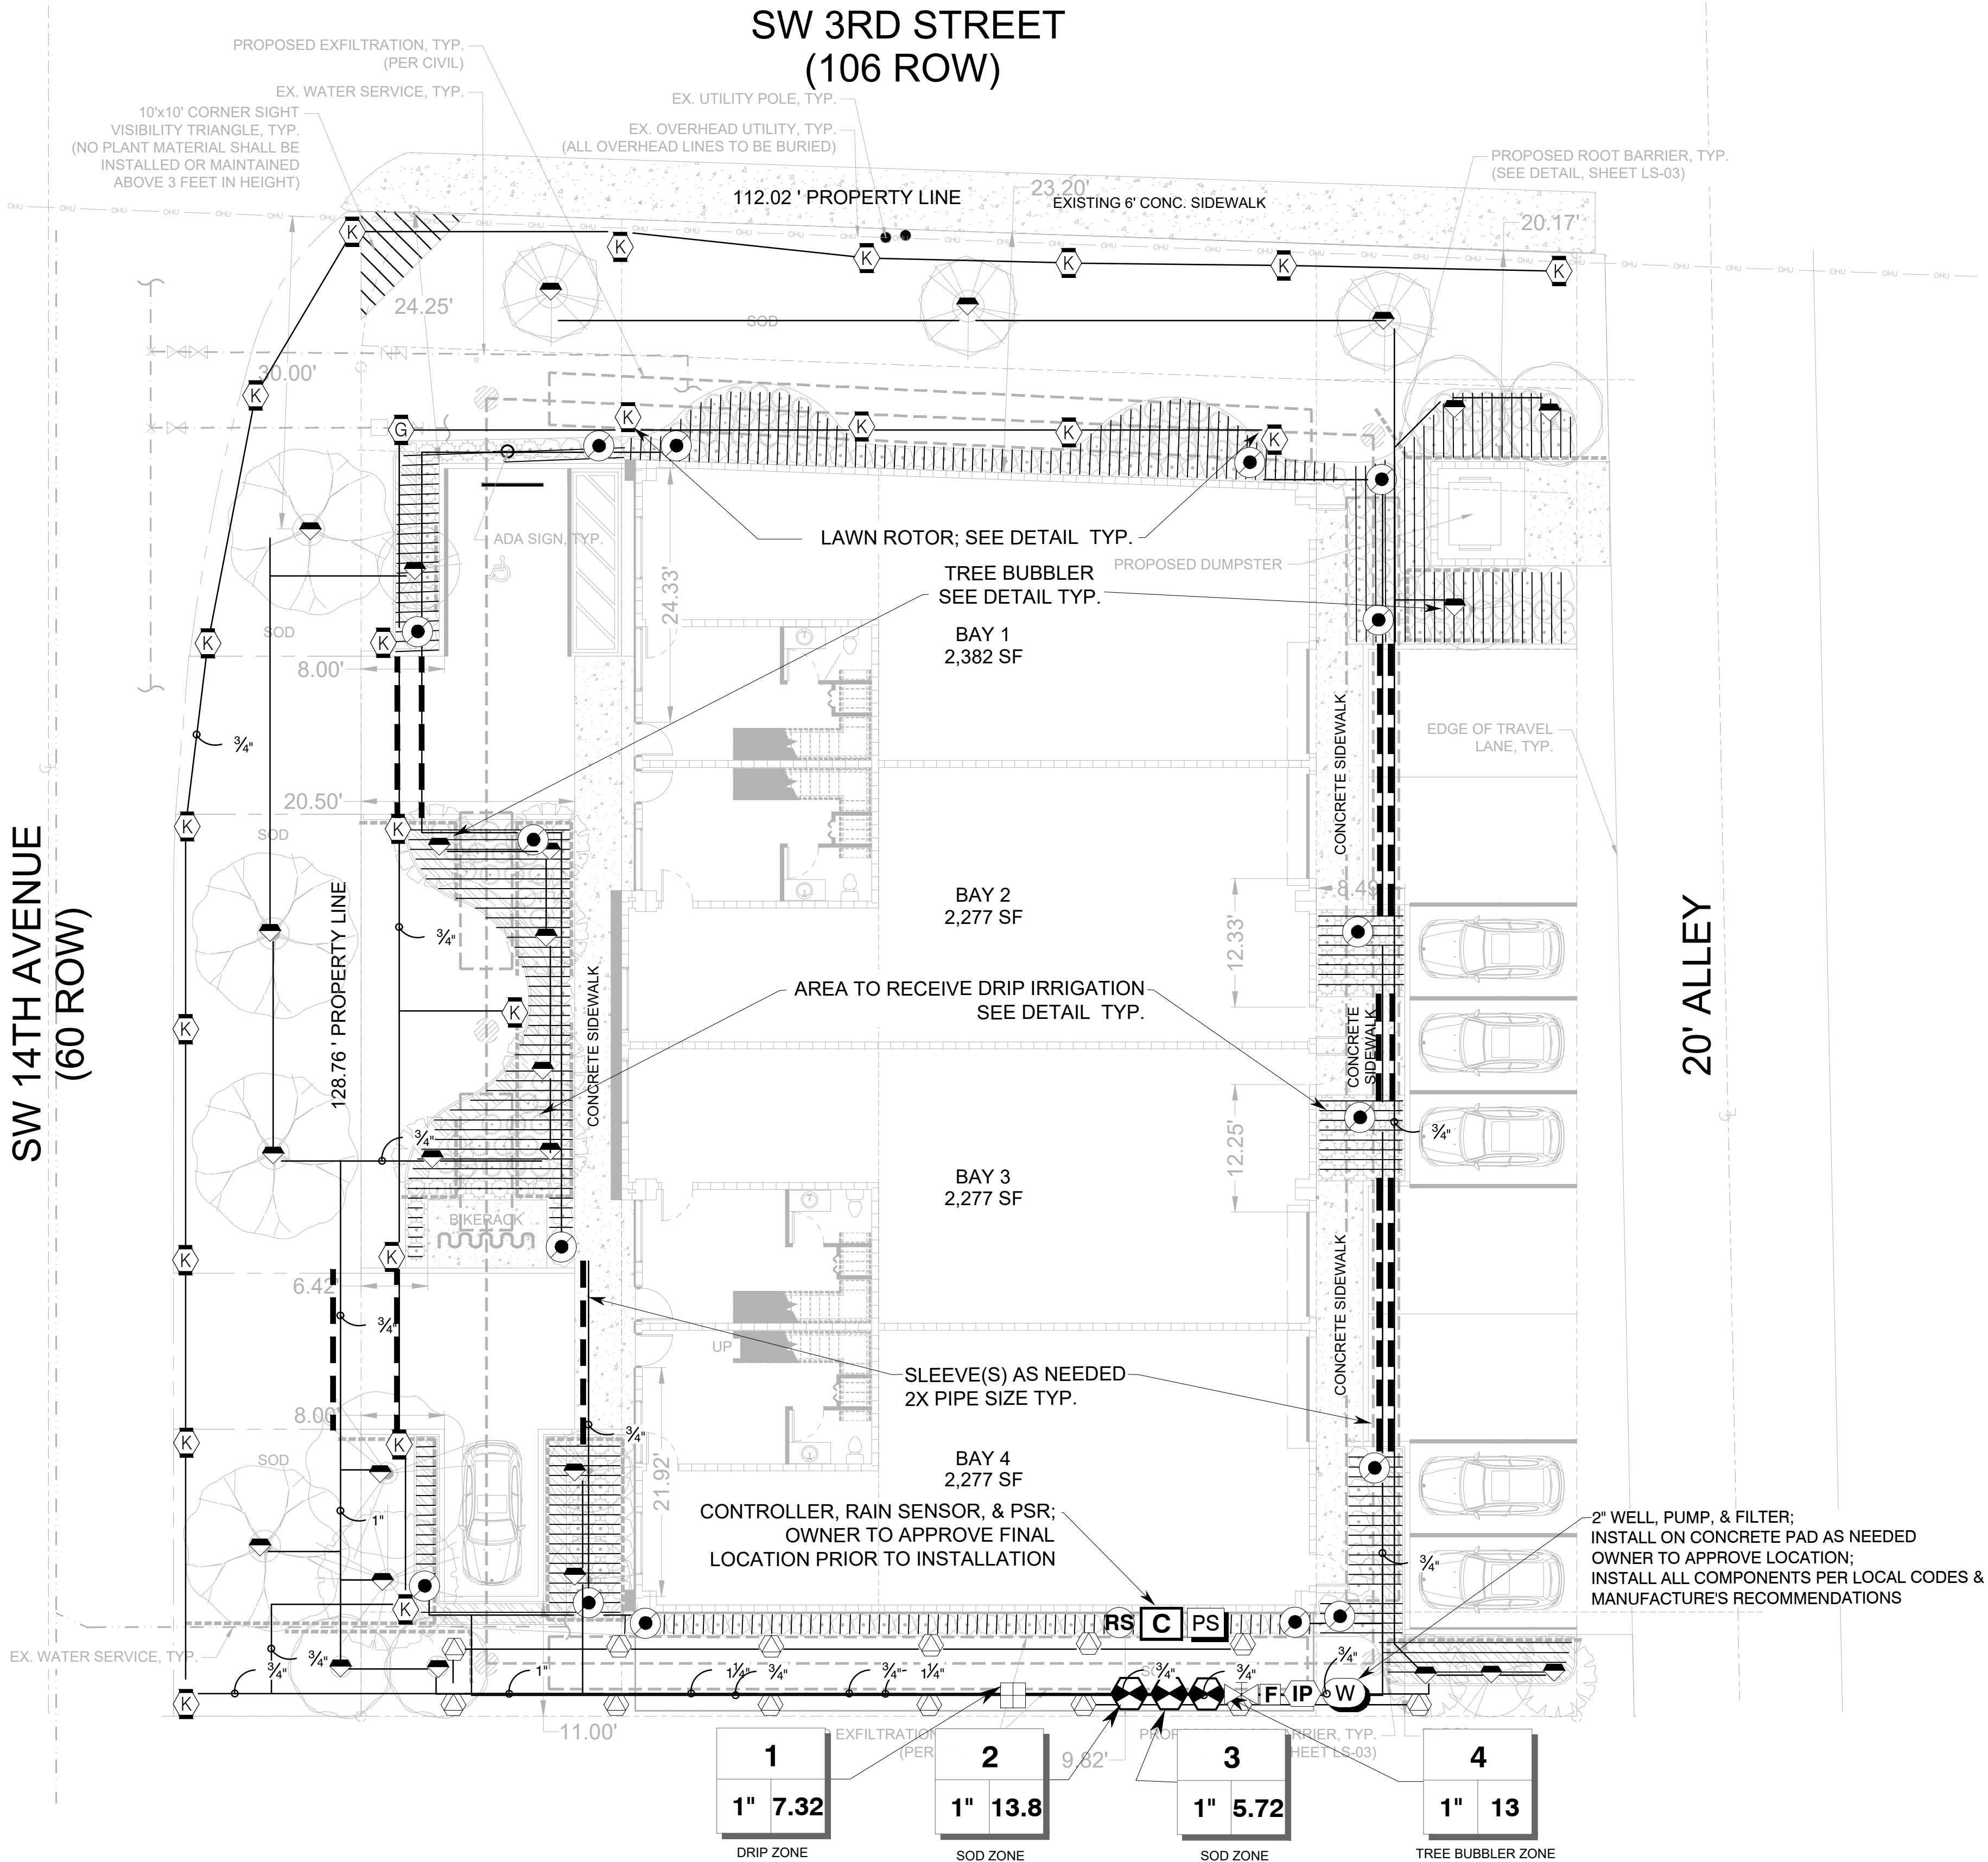 SW 3RD STREET
(106 ROW)
PROPOSED EXFILTRATION, TYP.
(PER CIVIL)
EX. WATER SERVICE, TYP.
10'x10' CORNER SIGHT
VISIBILITY TRIANGLE, TYP.
(NO PLANT MATERIAL SHALL BE
INSTALLED OR MAINTAINED
ABOVE 3 FEET IN HEIGHT)
EX. UTILITY POLE, TYP.
EX. OVERHEAD UTILITY, TYP.
(ALL OVERHEAD LINES TO BE BURIED)
PROPOSED ROOT BARRIER, TYP.
(SEE DETAIL, SHEET LS-03)
112.02 ' PROPERTY LINE
23.20'
EXISTING 6' CONC. SIDEWALK
20.17'
24.25'
SOD
30.00'
LAWN ROTOR; SEE DETAIL TYP.
ADA SIGN, TYP.
PROPOSED DUMPSTER
24.33'
TREE BUBBLER
SEE DETAIL TYP.
SOD
BAY 1
2,382 SF
8.00'
CONCRETE SIDEWALK
EDGE OF TRAVEL
LANE, TYP.
3/4"
20.50'
SOD
SW 14TH AVENUE
(60 ROW)
128.76 ' PROPERTY LINE
BAY 2
2,277 SF
8.49'
12.33'
20' ALLEY
3/4"
CONCRETE SIDEWALK
AREA TO RECEIVE DRIP IRRIGATION
SEE DETAIL TYP.
CONCRETE
SIDEWALK
3/4"
3/4"
12.25'
BAY 3
2,277 SF
BIKERACK
6.42'
3/4"
CONCRETE SIDEWALK
UP
SLEEVE(S) AS NEEDED
2X PIPE SIZE TYP.
8.00'
3/4"
SOD
21.92'
BAY 4
2,277 SF
1"
CONTROLLER, RAIN SENSOR, & PSR;
OWNER TO APPROVE FINAL
LOCATION PRIOR TO INSTALLATION
2" WELL, PUMP, & FILTER;
INSTALL ON CONCRETE PAD AS NEEDED
OWNER TO APPROVE LOCATION;
INSTALL ALL COMPONENTS PER LOCAL CODES &
MANUFACTURE'S RECOMMENDATIONS
3/4"
RS C PS
EX. WATER SERVICE, TYP.
3/4" 3/4" 1" 1 1/4" 3/4" 3/4" 1 1/4" 3/4" 3/4" 3/4"
F IP W
11.00'
EXFILTRATION
(PER
9.82'
RRIER, TYP.
HEET LS-03)
1
1" 7.32
DRIP ZONE
2
1" 13.8
SOD ZONE
3
1" 5.72
SOD ZONE
4
1" 13
TREE BUBBLER ZONE